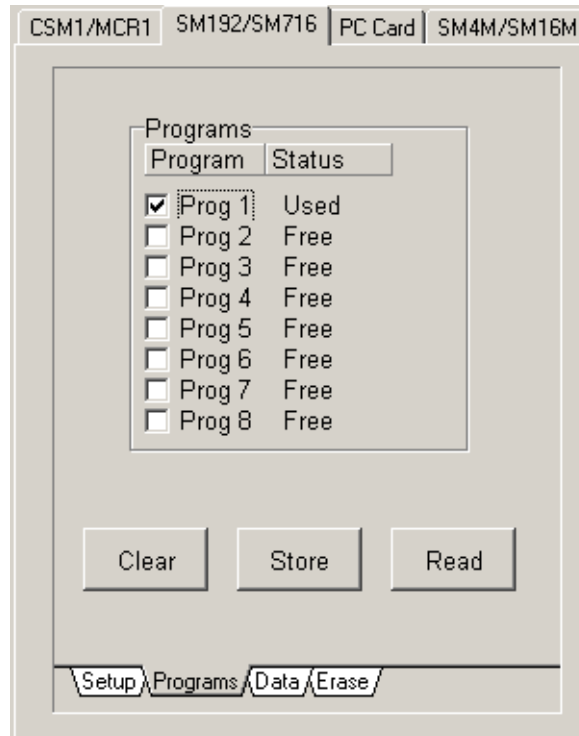 CSM1/MCR1 SM192/SM716 PC Card SM4M/SM16M
Programs
Program Status
Prog 1 Used
Prog 2 Free
Prog 3 Free
Prog 4 Free
Prog 5 Free
Prog 6 Free
Prog 7 Free
Prog 8 Free
Clear Store Read
Setup Programs Data Erase